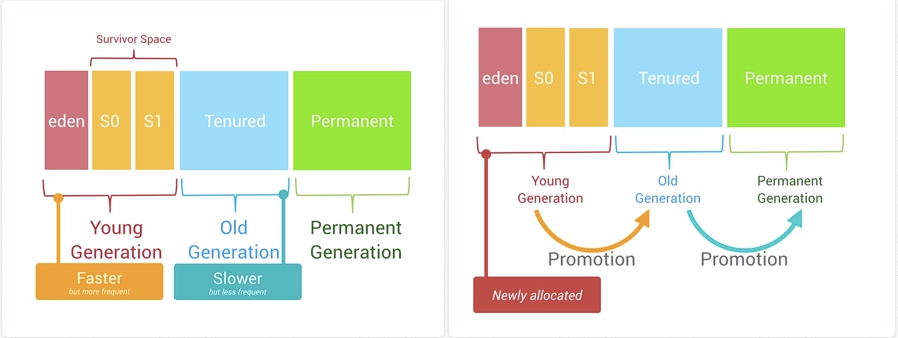 Survivor Space
eden
S0
S1
Tenured
Permanent
Young
Generation
Old
Generation
Permanent
Generation
Faster
but more frequent
Slower
but less frequent
eden
S0
S1
Tenured
Permanent
Young
Generation
Old
Generation
Permanent
Generation
Promotion
Promotion
Newly allocated